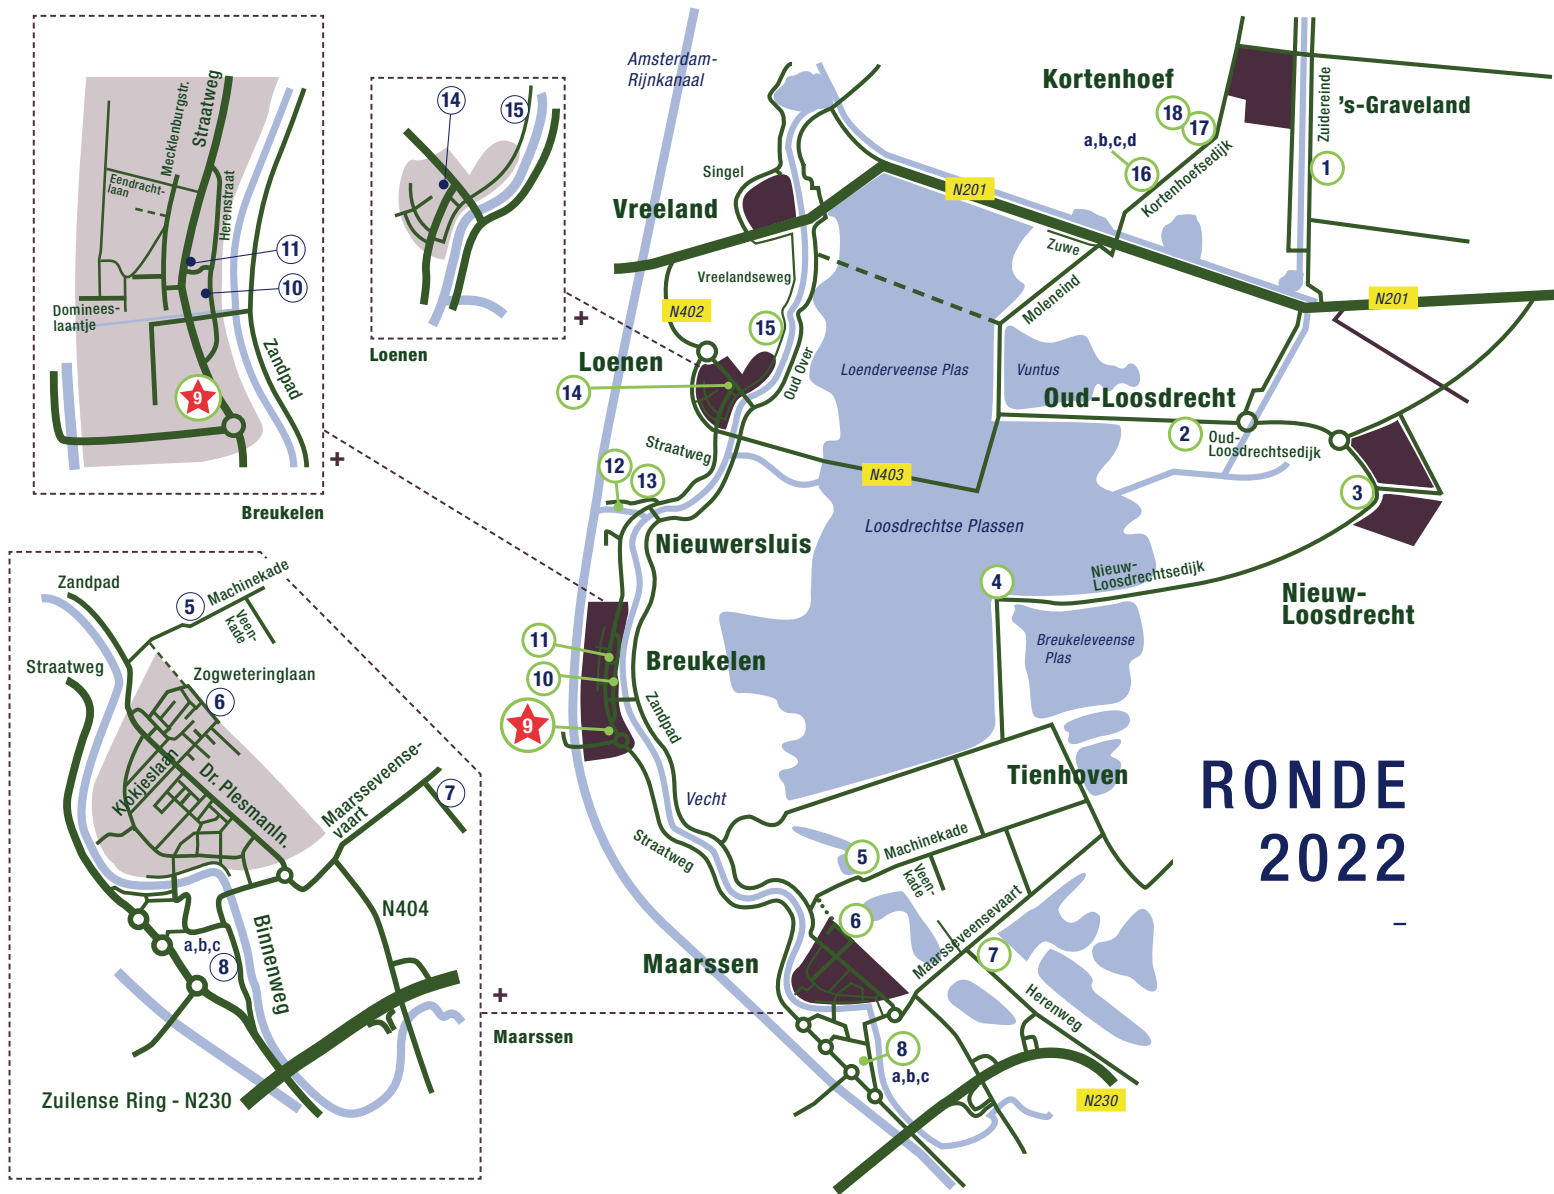 Mecklenburgstr.
Straatweg
Eendracht-
laan
Herenstraat
11
10
Dominees-
laantje
Zandpad
9
+
Breukelen
14
15
+
Loenen
Amsterdam-
Rijnkanaal
Singel
Vreeland
Vreelandseweg
N402
15
Loenen
14
Oud Over
Straatweg
12
13
Nieuwersluis
N403
Loenderveense Plas
Vuntus
Loosdrechtse Plassen
N201
Zuwe
Moleneind
Kortenhoef
18
17
a,b,c,d
16
Kortenhoefsedijk
Zuidereinde
's-Graveland
1
N201
Oud-Loosdrecht
2
Oud-
Loosdrechtsedijk
3
4
Nieuw-
Loosdrechtsedijk
Nieuw-
Loosdrecht
Breukeleveense
Plas
11
10
9
Breukelen
Zandpad
Vecht
Straatweg
Tienhoven
5
Machinekade
Veen-
kade
6
Maarsseveensevaart
7
Herenweg
Maarssen
8
a,b,c
N230
Zandpad
5
Machinekade
Veen-
kade
Straatweg
Zogweteringlaan
6
Klokjeslaan
Dr. Plesmanln.
Maarsseveense-
vaart
7
N404
a,b,c
8
Binnenweg
Zuilense Ring - N230
+
Maarssen
RONDE
2022
–